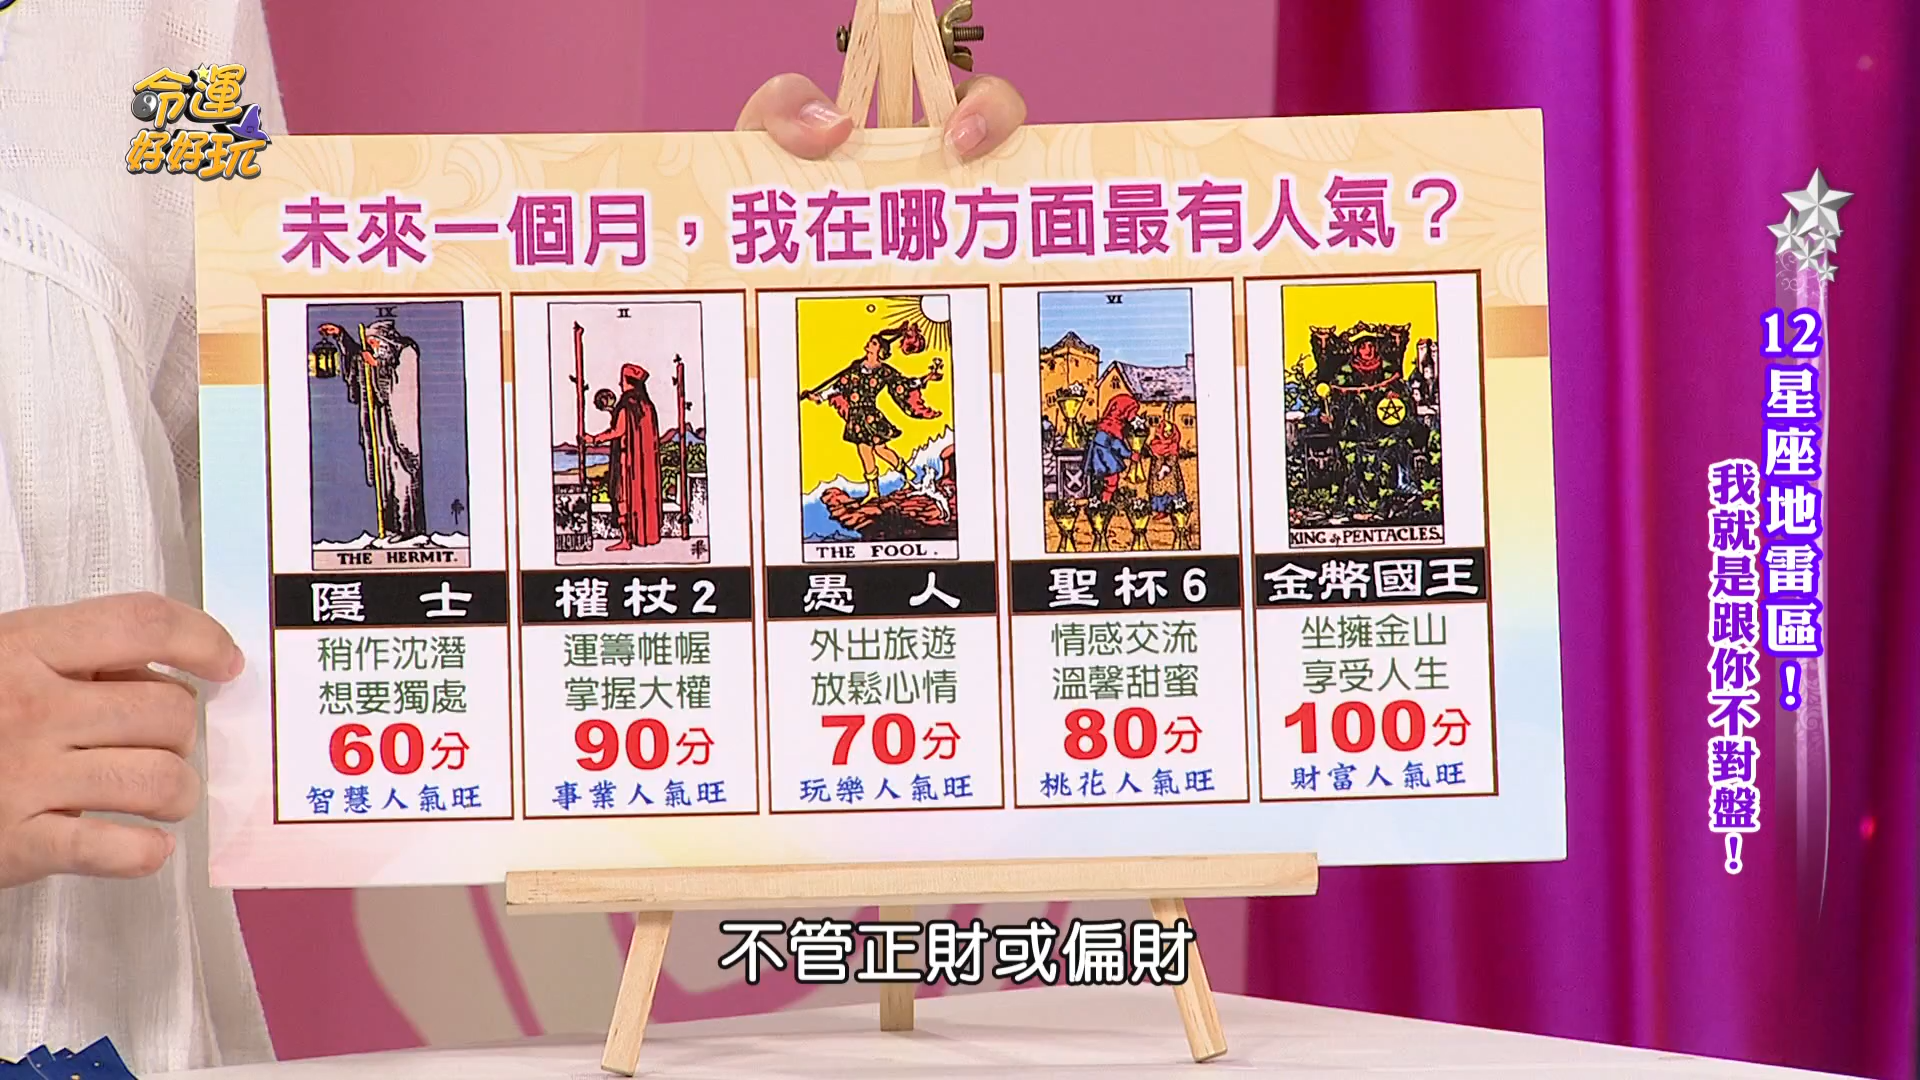 命運
好好玩
未來一個月，我在哪方面最有人氣？
IX
THE HERMIT.
隱士
稍作沈潛
想要獨處
60分
智慧人氣旺
II
權杖2
運籌帷幄
掌握大權
90分
事業人氣旺
0
THE FOOL.
愚人
外出旅遊
放鬆心情
70分
玩樂人氣旺
VI
聖杯6
情感交流
溫馨甜蜜
80分
桃花人氣旺
KING of PENTACLES.
金幣國王
坐擁金山
享受人生
100分
財富人氣旺
12星座地雷區！
我就是跟你不對盤！
不管正財或偏財